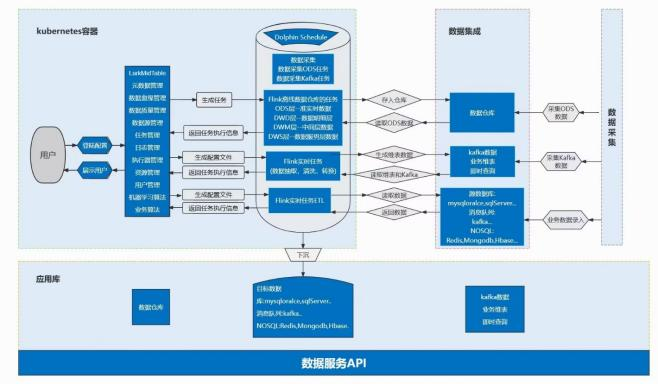 kubernetes容器
Dolphin Schedule
数据采集
数据采集ODS任务
数据采集Kafka任务
数据集成
LarkMidTable
元数据管理
数据血缘管理
数据质量管理
数据源管理
任务管理
日志管理
执行器管理
资源管理
用户管理
机器学习算法
业务算法
用户
登陆配置
展示用户
生成任务
返回任务执行信息
生成配置文件
返回任务执行信息
生成配置文件
返回任务执行信息
Flink离线数据仓库的任务
ODS层—准实时数据
DWD层—数据明细层
DWM层—中间层数据
DWS层—数据服务层数据
Flink实时任务
(数据抽取、清洗、转换)
Flink实时任务ETL
存入仓库
读取ODS数据
生成维表数据
读取维表和Kafka
读取数据
返回数据
数据仓库
kafka数据
业务维表
即时查询
源数据库:
mysqloralce,sqlServer...
消息队列:
kafka...
NOSQL:
Redis,Mongodb,Hbase...
采集ODS
数据
采集Kafka
数据
业务数据录入
数据采集
下沉
应用库
数据仓库
目标数据
库:mysqloralce,sqlServer..
消息队列:kafka..
NOSQL:Redis,Mongodb,Hbase.
kafka数据
业务维表
即时查询
数据服务API